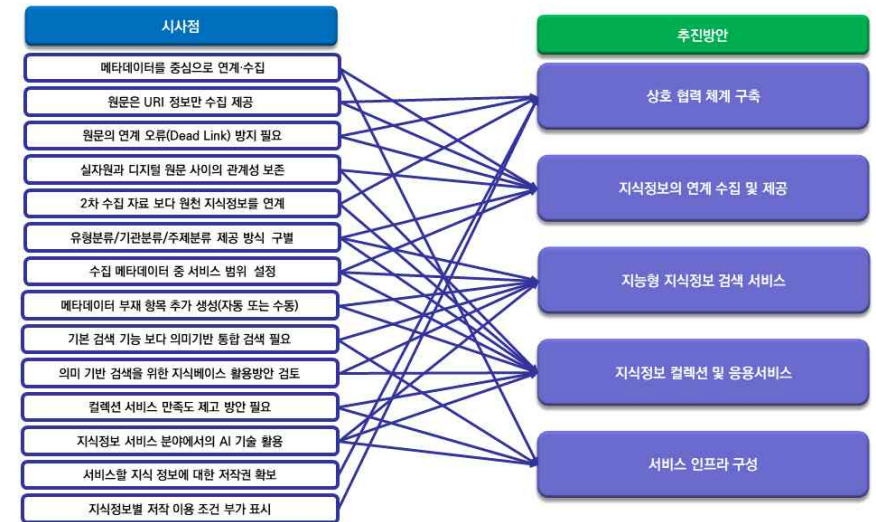 시사점
메타데이터를 중심으로 연계·수집
원문은 URI 정보만 수집 제공
원문의 연계 오류(Dead Link) 방지 필요
실자원과 디지털 원문 사이의 관계성 보존
2차 수집 자료 보다 원천 지식정보를 연계
유형분류/기관분류/주제분류 제공 방식 구별
수집 메타데이터 중 서비스 범위 설정
메타데이터 부재 항목 추가 생성(자동 또는 수동)
기본 검색 기능 보다 의미기반 통합 검색 필요
의미 기반 검색을 위한 지식베이스 활용방안 검토
컬렉션 서비스 만족도 제고 방안 필요
지식정보 서비스 분야에서의 AI 기술 활용
서비스할 지식 정보에 대한 저작권 확보
지식정보별 저작 이용 조건 부가 표시
추진방안
상호 협력 체계 구축
지식정보의 연계 수집 및 제공
지능형 지식정보 검색 서비스
지식정보 컬렉션 및 응용서비스
서비스 인프라 구성